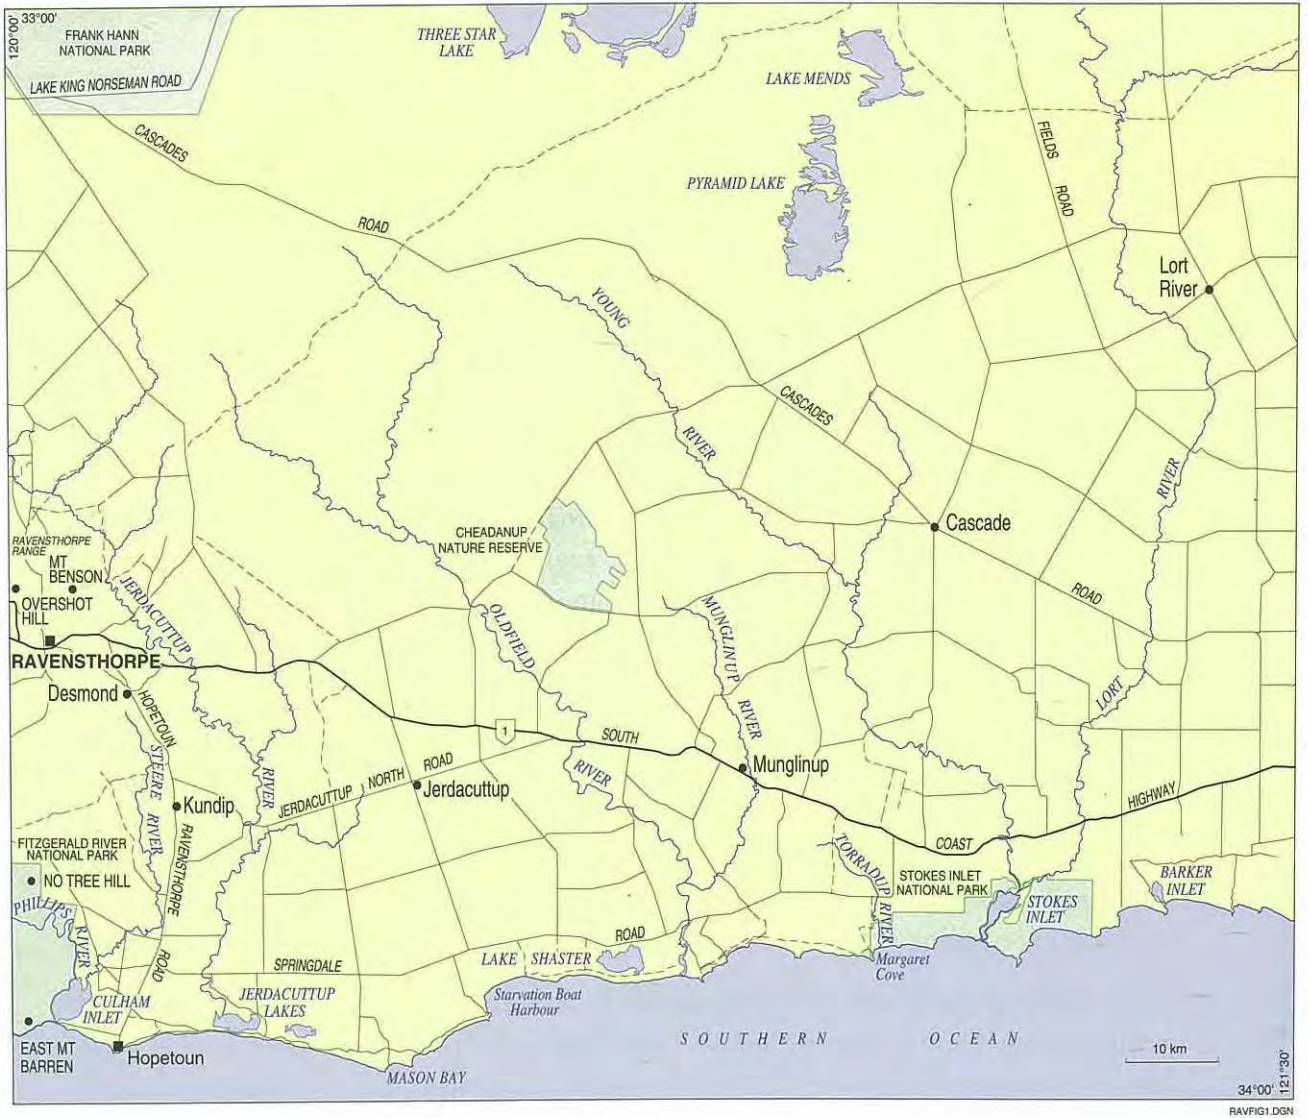 120°00'
33°00'
FRANK HANN
NATIONAL PARK
LAKE KING NORSEMAN ROAD
THREE STAR
LAKE
LAKE MENDS
CASCADES
ROAD
PYRAMID LAKE
FIELDS
ROAD
Lort
River
YOUNG
RIVER
CASCADES
RIVER
Cascade
ROAD
CHEADANUP
NATURE RESERVE
RAVENSTHORPE
RANGE
MT
BENSON
OVERSHOT
HILL
JERDACUTTUP
OLDFIELD
MUNGLINUP
RIVER
LORT
RAVENSTHORPE
Desmond
HOPETOUN
1
SOUTH
Munglinup
STEERE
RIVER
RIVER
RIVER
JERDACUTTUP
NORTH
ROAD
Jerdacuttup
Kundip
RAVENSTHORPE
ROAD
HIGHWAY
COAST
TORRADUP
RIVER
FITZGERALD RIVER
NATIONAL PARK
NO TREE HILL
PHILLIPS
RIVER
STOKES INLET
NATIONAL PARK
STOKES
INLET
BARKER
INLET
SPRINGDALE
ROAD
LAKE SHASTER
Margaret
Cove
CULHAM
INLET
JERDACUTTUP
LAKES
Starvation Boat
Harbour
SOUTHERN OCEAN
EAST MT
BARREN
Hopetoun
MASON BAY
10 km
34°00'
121°30'
RAVFIG1.DGN